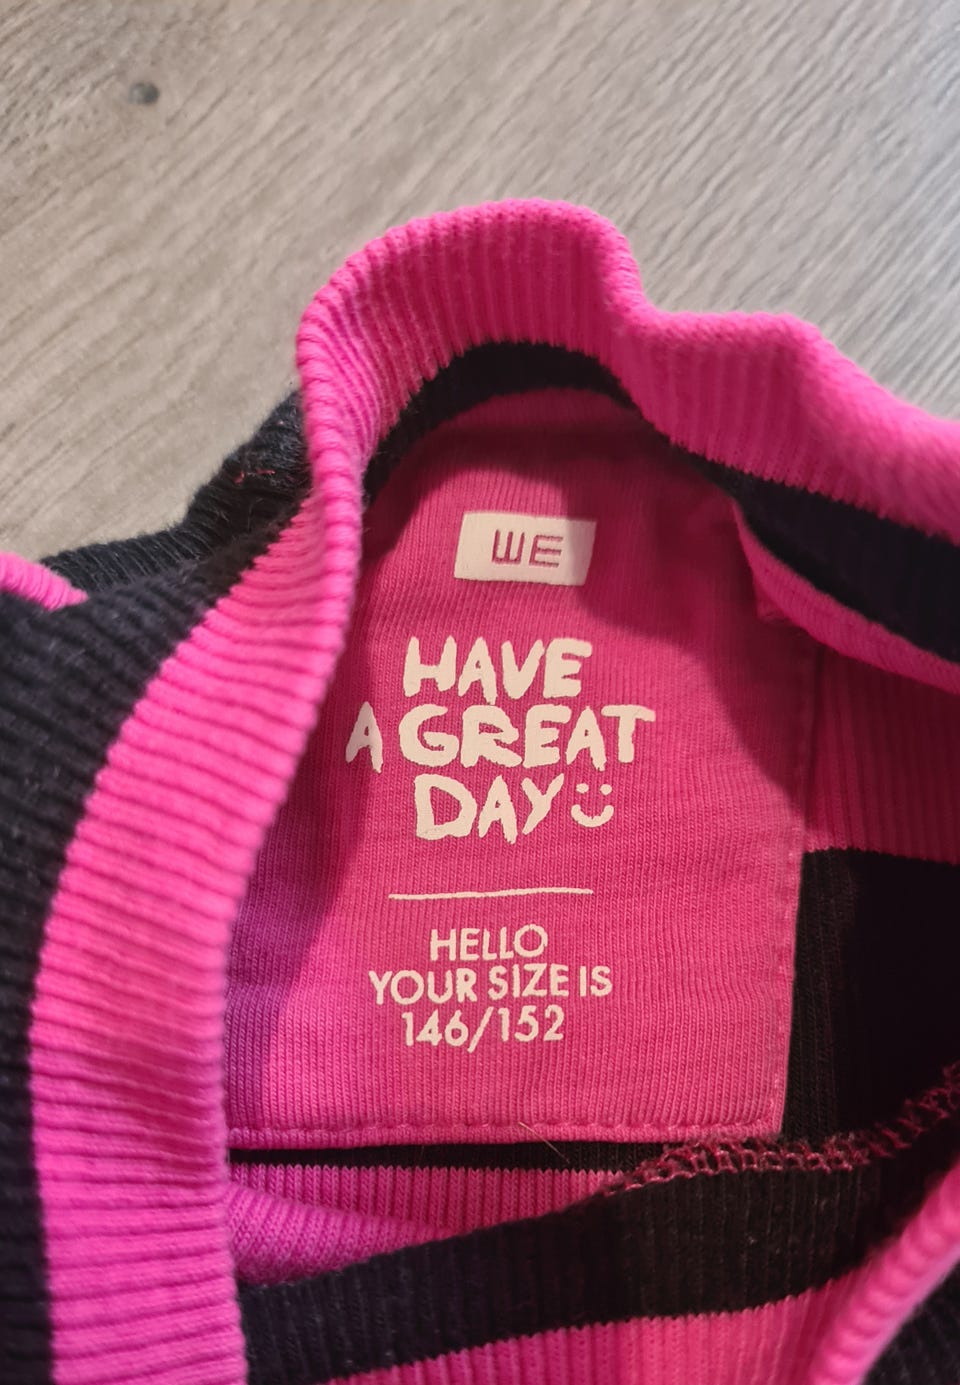 WE
HAVE
A GREAT
DAY
HELLO
YOUR SIZE IS
146/152